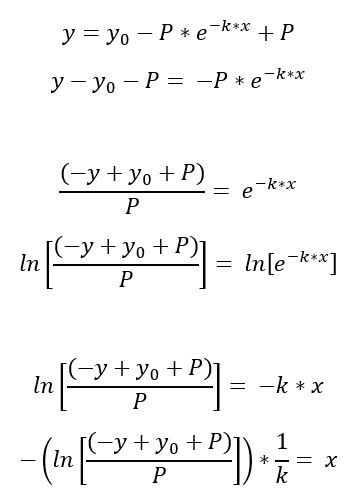 y = y₀ − P ∗ e^{−k∗x} + P
y − y₀ − P = −P ∗ e^{−k∗x}
(−y + y₀ + P) / P = e^{−k∗x}
ln[(−y + y₀ + P) / P] = ln[e^{−k∗x}]
ln[(−y + y₀ + P) / P] = −k ∗ x
−(ln[(−y + y₀ + P) / P]) ∗ 1/k = x